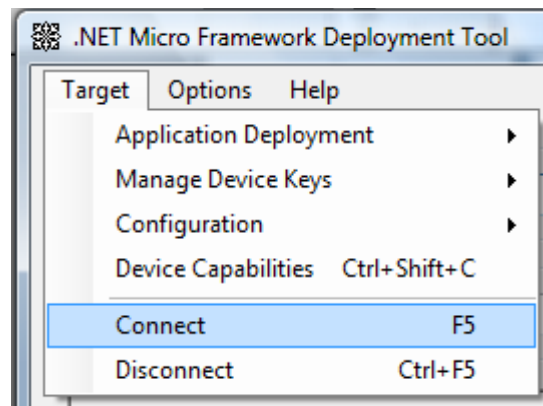 .NET Micro Framework Deployment Tool
Target Options Help
Application Deployment
Manage Device Keys
Configuration
Device Capabilities Ctrl+Shift+C
Connect F5
Disconnect Ctrl+F5